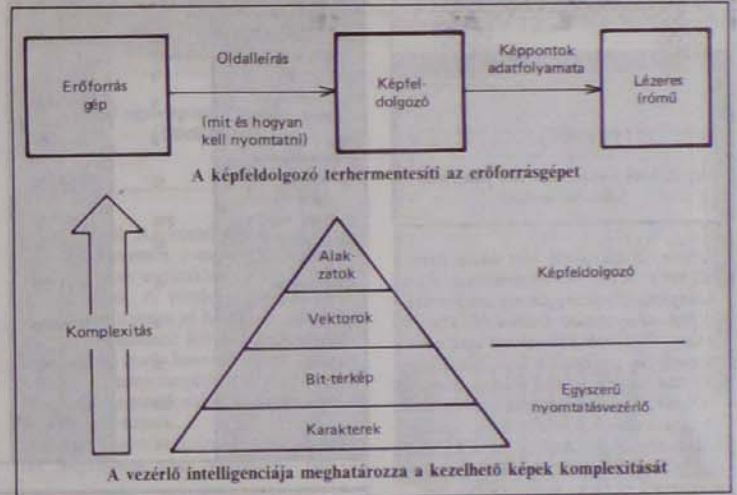 Erőforrás
gép
Oldalleírás
(mit és hogyan
kell nyomtatni)
Képfel-
dolgozó
Képpontok
adatfolyamata
Lézeres
írómű
A képfeldolgozó terhermentesíti az erőforrásgépet
Komplexitás
Alak-
zatok
Vektorok
Bit-térkép
Karakterek
Képfeldolgozó
Egyszerű
nyomtatásvezérlő
A vezérlő intelligenciája meghatározza a kezelhető képek komplexitását